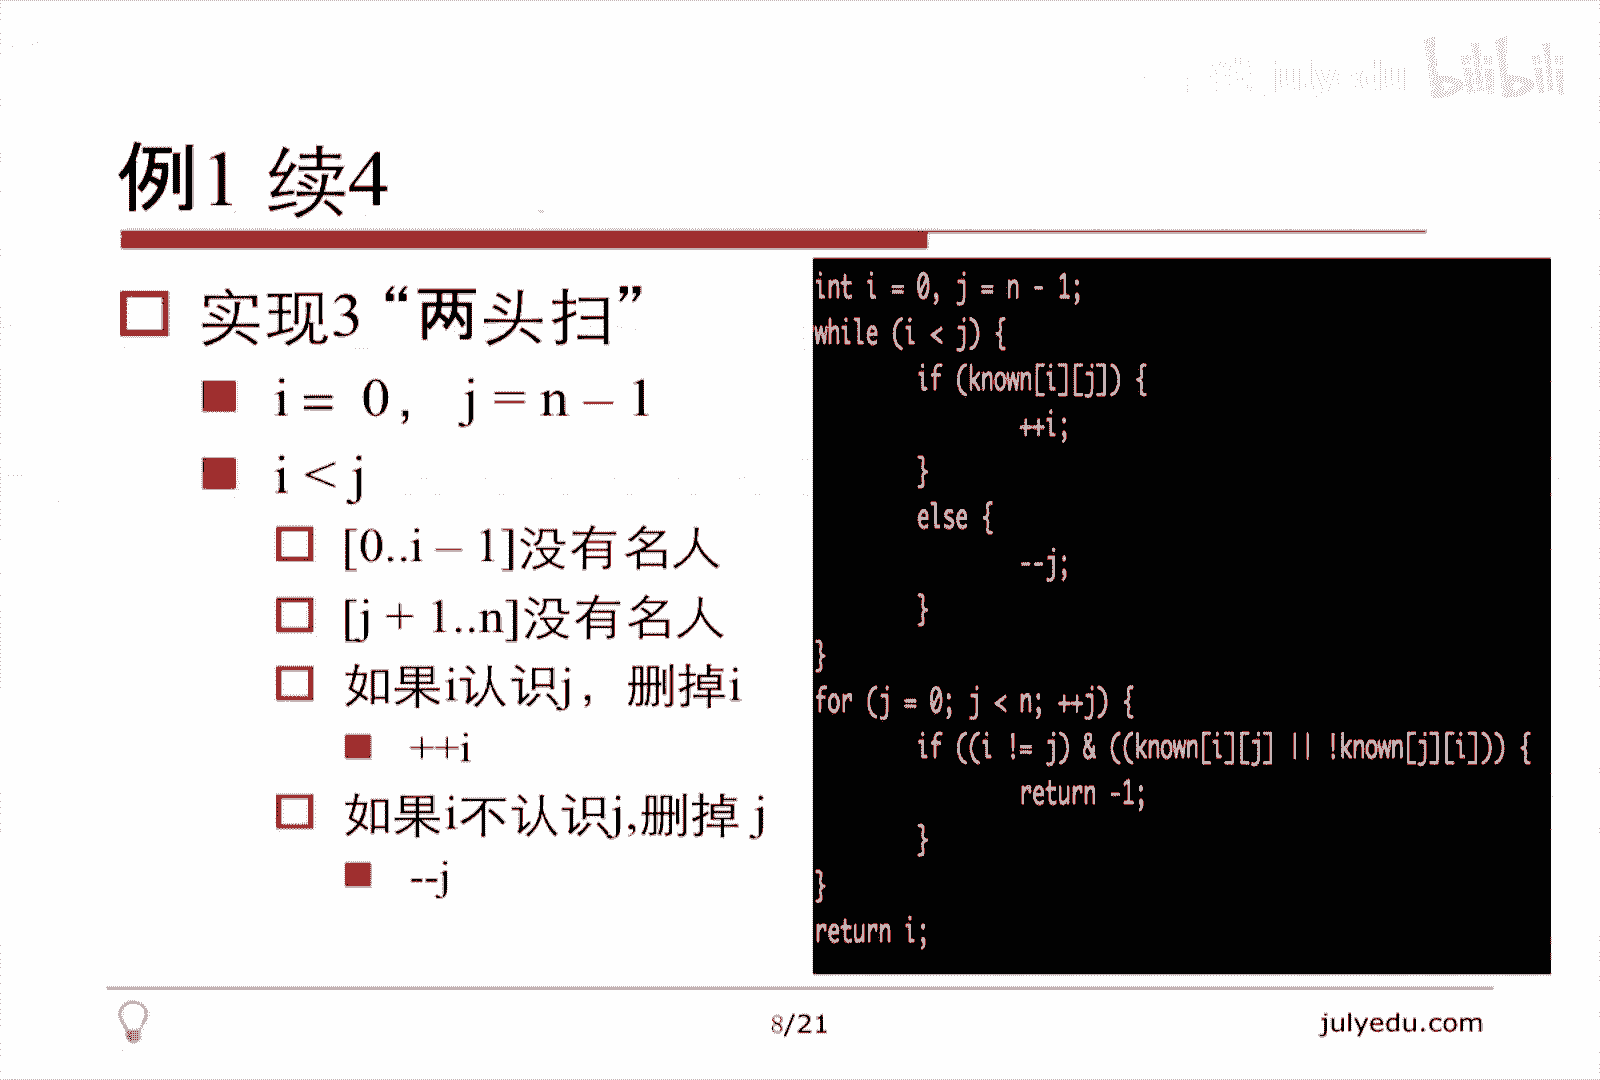 julyedu bilibili
例1 续4
实现3 “两头扫”
i = 0, j = n – 1
i < j
[0..i – 1]没有名人
[j + 1..n]没有名人
如果i认识j，删掉i
++i
如果i不认识j,删掉 j
--j
int i = 0, j = n - 1;
while (i < j) {
if (known[i][j]) {
++i;
}
else {
--j;
}
}
for (j = 0; j < n; ++j) {
if ((i != j) & ((known[i][j] || !known[j][i])) {
return -1;
}
}
return i;
8/21
julyedu.com